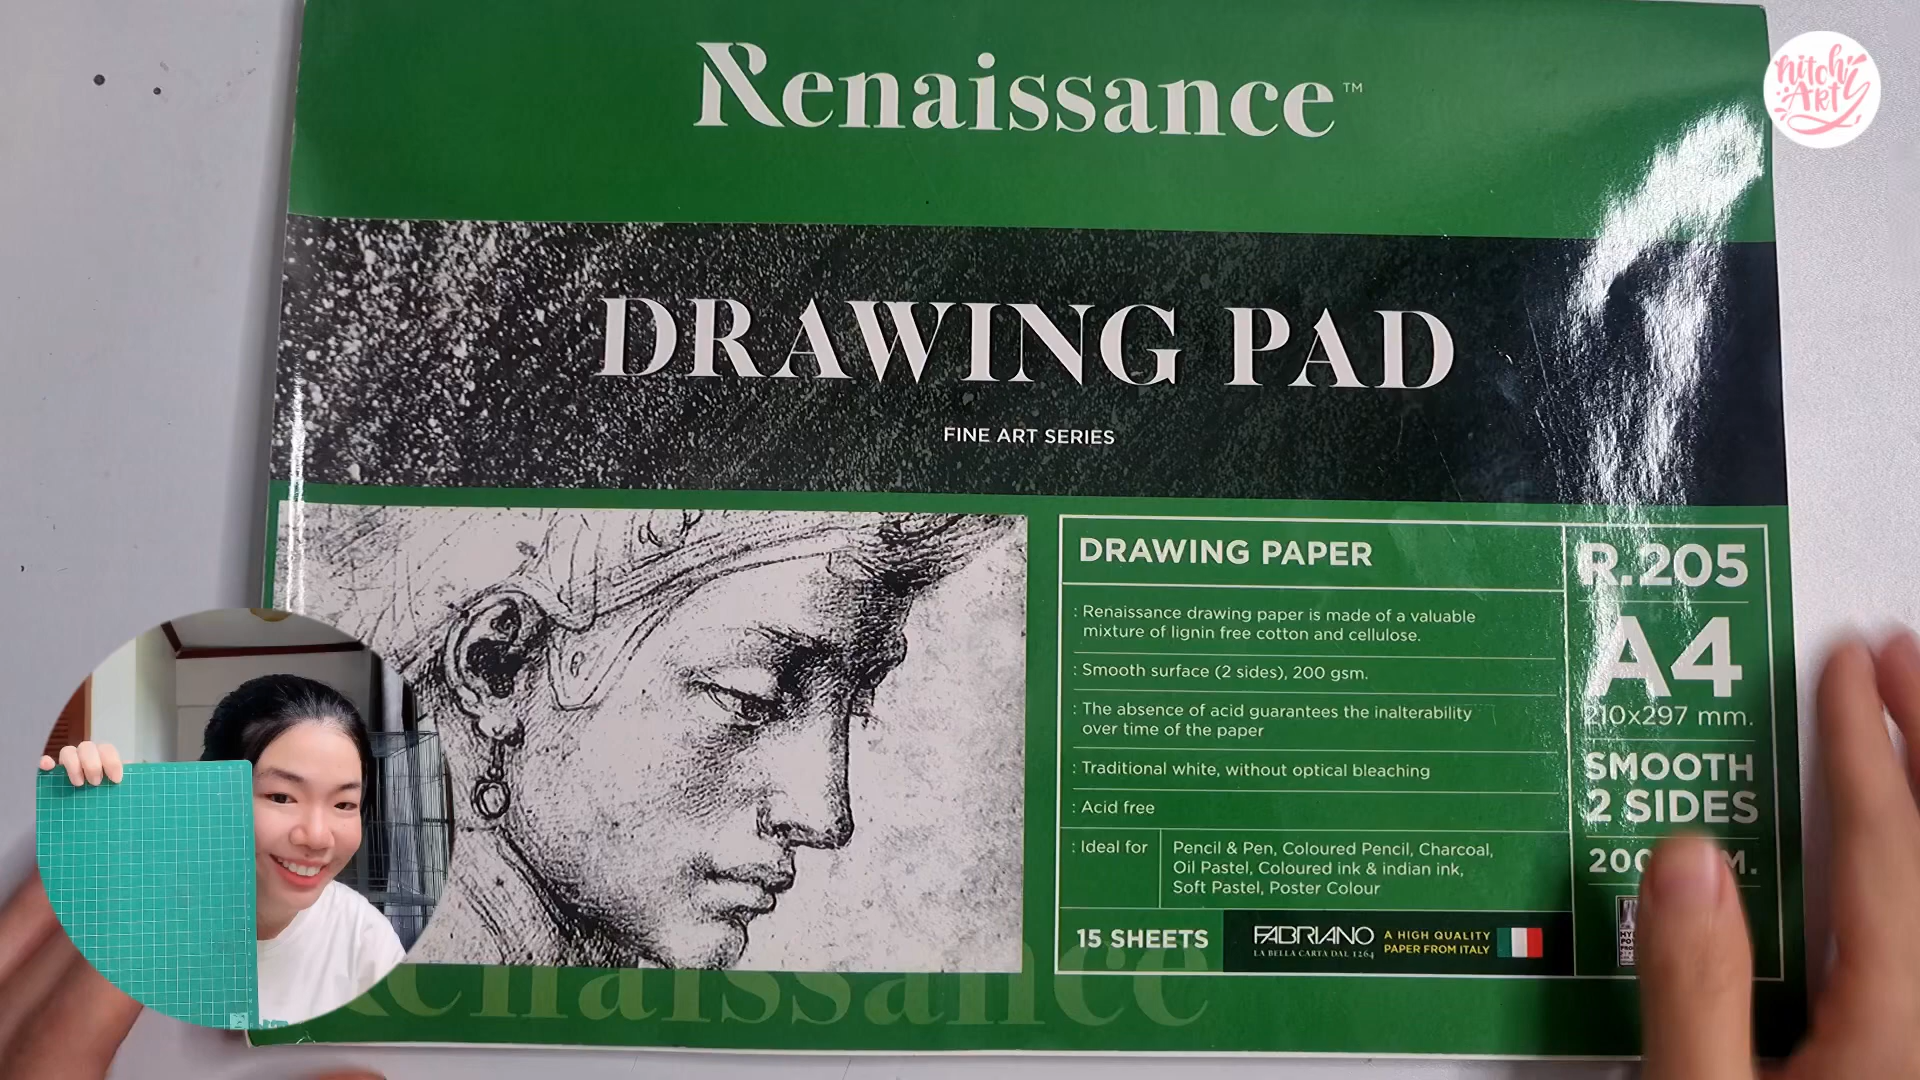 Renaissance™
DRAWING PAD
FINE ART SERIES
DRAWING PAPER
: Renaissance drawing paper is made of a valuable
mixture of lignin free cotton and cellulose.
: Smooth surface (2 sides), 200 gsm.
: The absence of acid guarantees the inalterability
over time of the paper
: Traditional white, without optical bleaching
: Acid free
: Ideal for
Pencil & Pen, Coloured Pencil, Charcoal,
Oil Pastel, Coloured ink & indian ink,
Soft Pastel, Poster Colour
15 SHEETS
FABRIANO
LA BELLA CARTA DAL 1264
A HIGH QUALITY
PAPER FROM ITALY
R.205
A4
210x297 mm.
SMOOTH
2 SIDES
Renaissance
nitchy
ART